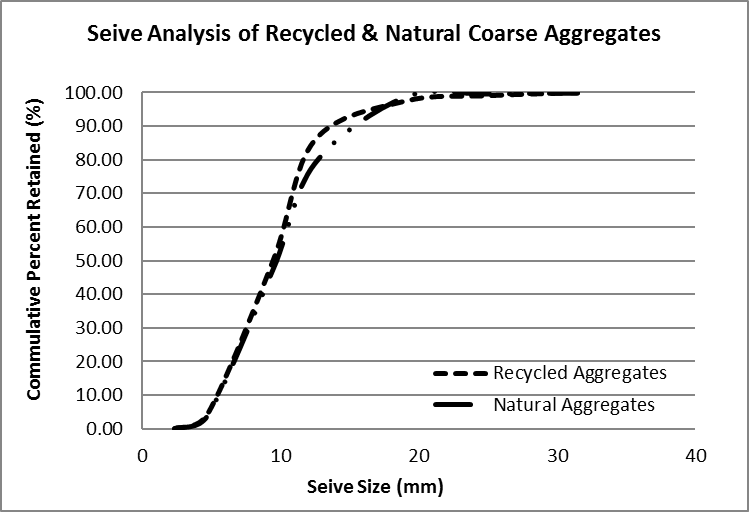 Seive Analysis of Recycled & Natural Coarse Aggregates
Commulative Percent Retained (%)
100.00
90.00
80.00
70.00
60.00
50.00
40.00
30.00
20.00
10.00
0.00
Recycled Aggregates
Natural Aggregates
0 10 20 30 40
Seive Size (mm)